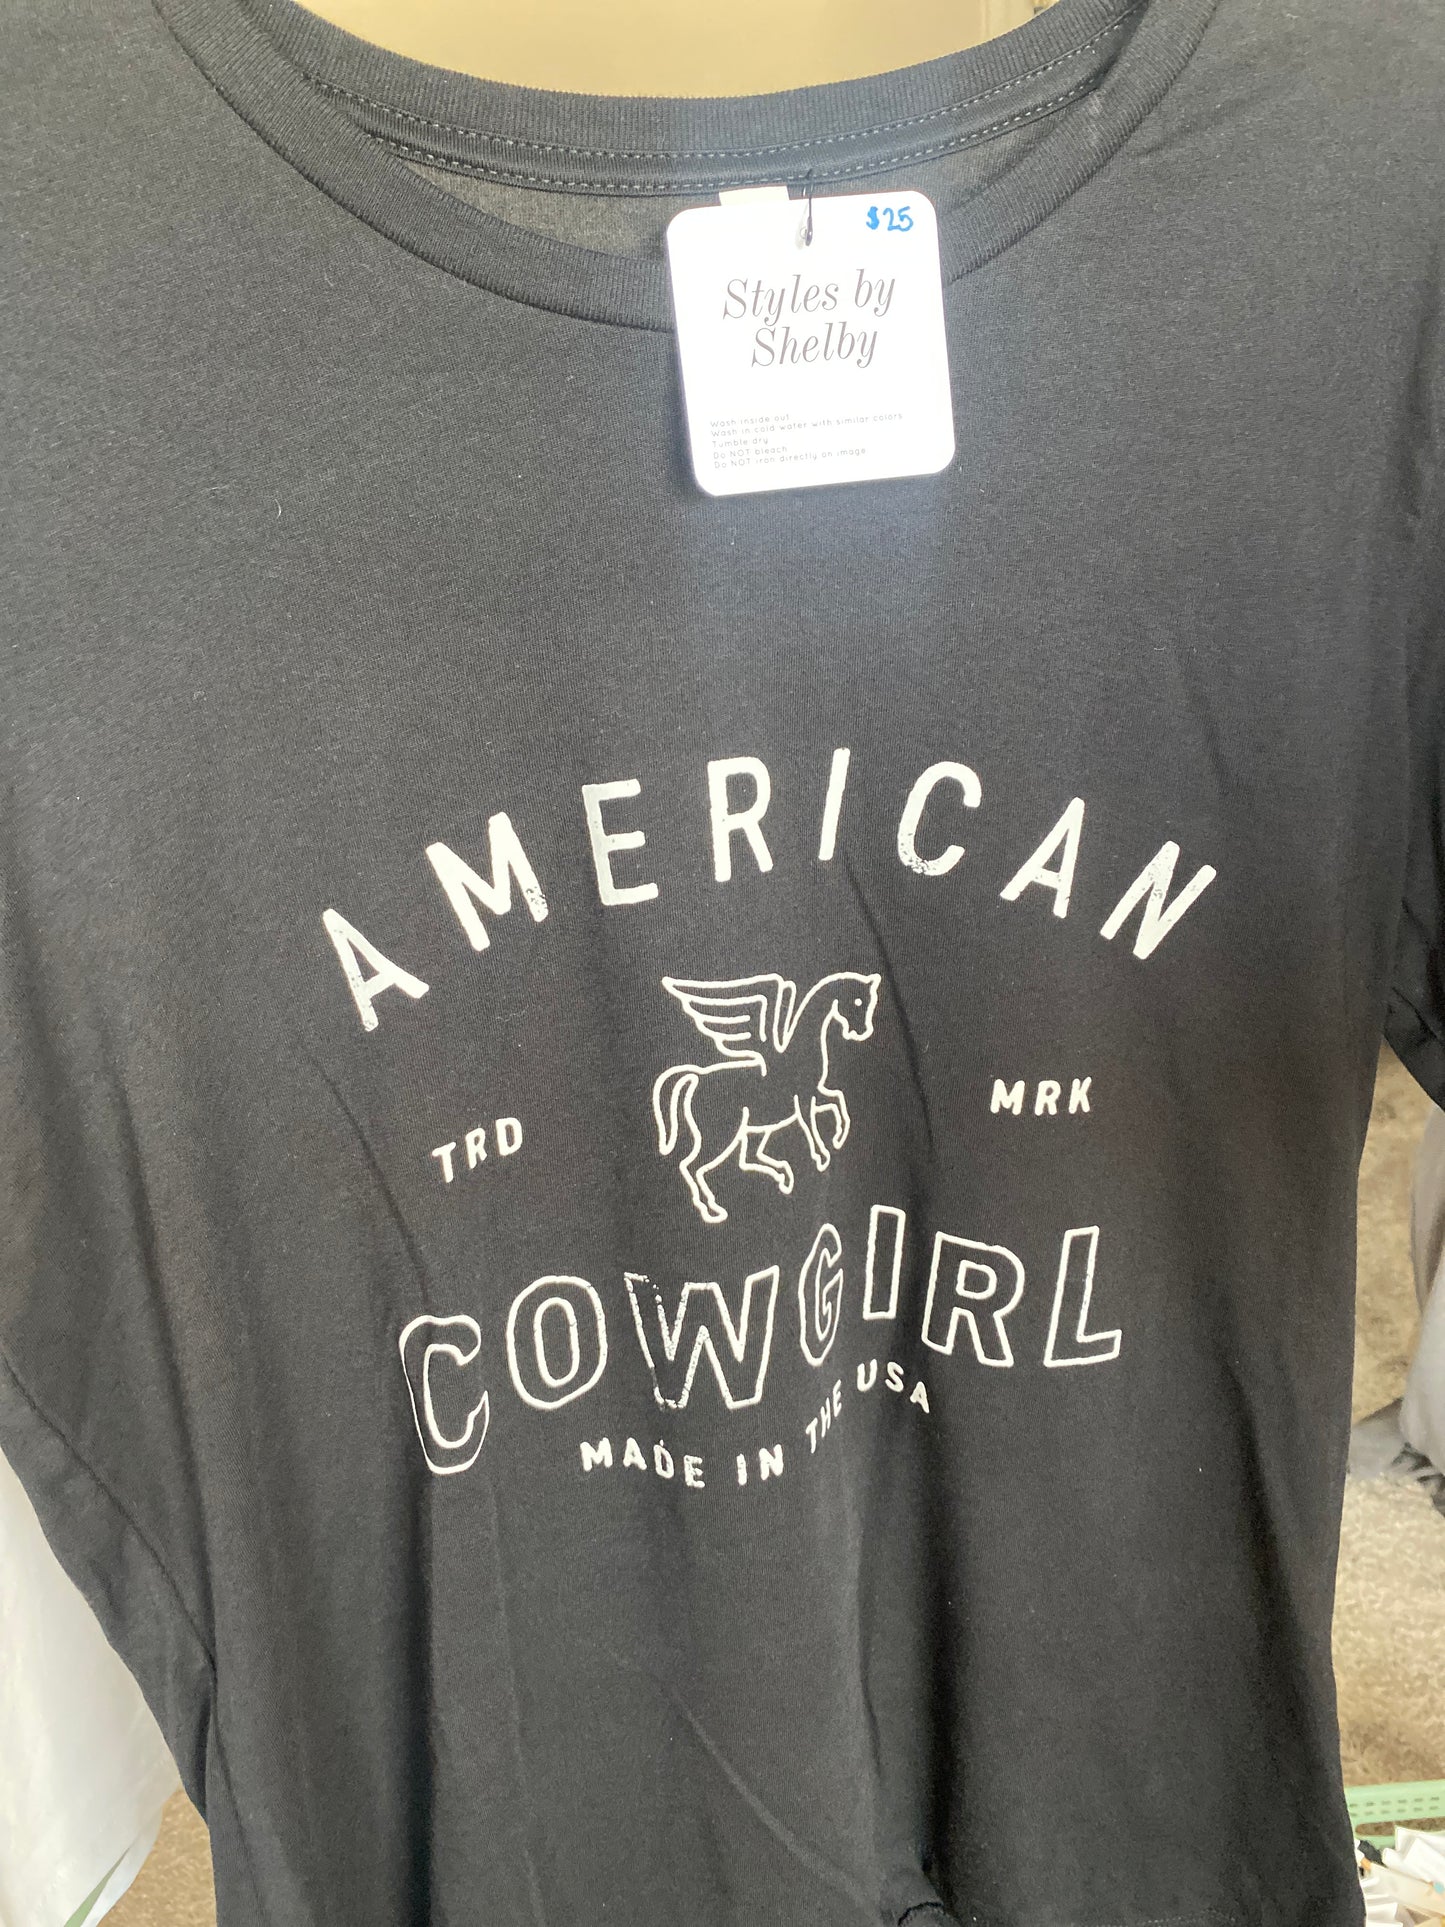 $25
Styles by
Shelby
Wash inside out
Wash in cold water with similar colors
Tumble dry
Do NOT bleach
Do NOT iron directly on image
AMERICAN
TRD MRK
COWGIRL
MADE IN THE USA